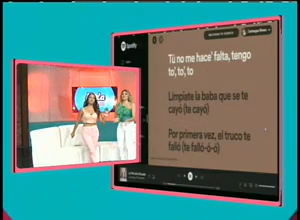 Spotify
Tú no me hace' falta, tengo
to', to', to
Límpiate la baba que se te
cayó (te cayó)
Por primera vez, el truco te
falló (te falló-ó-ó)